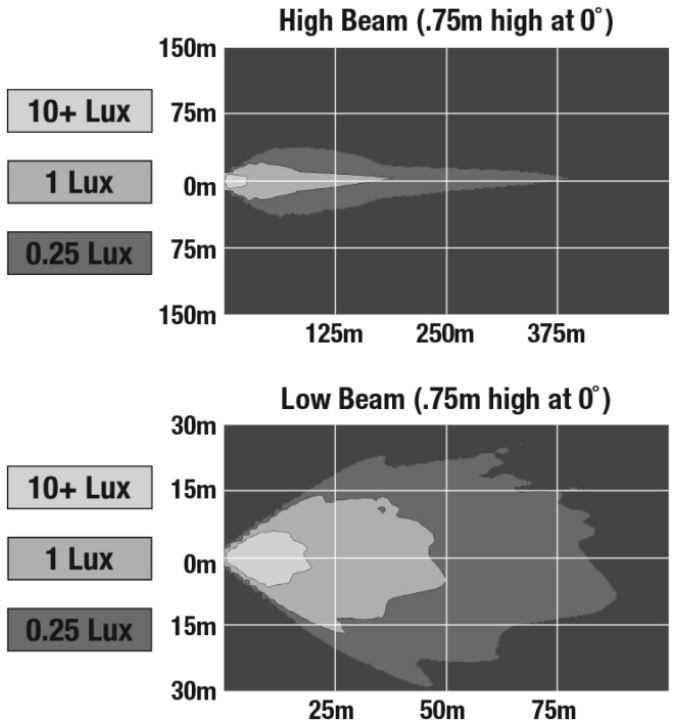 High Beam (.75m high at 0°)
150m
10+ Lux
75m
1 Lux
0m
0.25 Lux
75m
150m
125m 250m 375m
Low Beam (.75m high at 0°)
30m
10+ Lux
15m
1 Lux
0m
0.25 Lux
15m
30m
25m 50m 75m